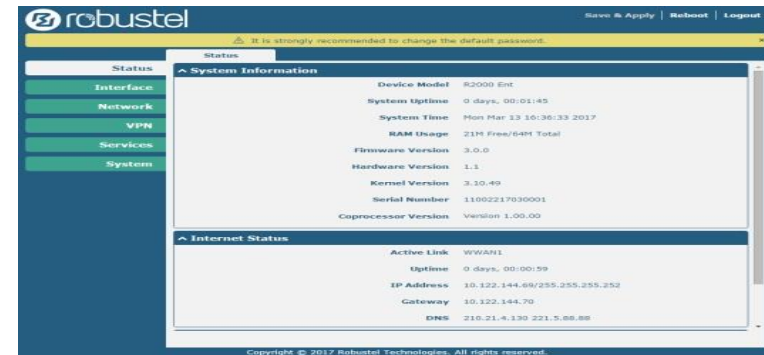 robustel
Save & Apply | Reboot | Logout
⚠ It is strongly recommended to change the default password. ×
Status
Status
Interface
Network
VPN
Services
System
^ System Information
Device Model R2000 Ent
System Uptime 0 days, 00:01:45
System Time Mon Mar 13 16:36:33 2017
RAM Usage 21M Free/64M Total
Firmware Version 3.0.0
Hardware Version 1.1
Kernel Version 3.10.49
Serial Number 11002217030001
Coprocessor Version Version 1.00.00
^ Internet Status
Active Link WWAN1
Uptime 0 days, 00:00:59
IP Address 10.122.144.69/255.255.255.252
Gateway 10.122.144.70
DNS 210.21.4.130 221.5.88.88
Copyright © 2017 Robustel Technologies. All rights reserved.